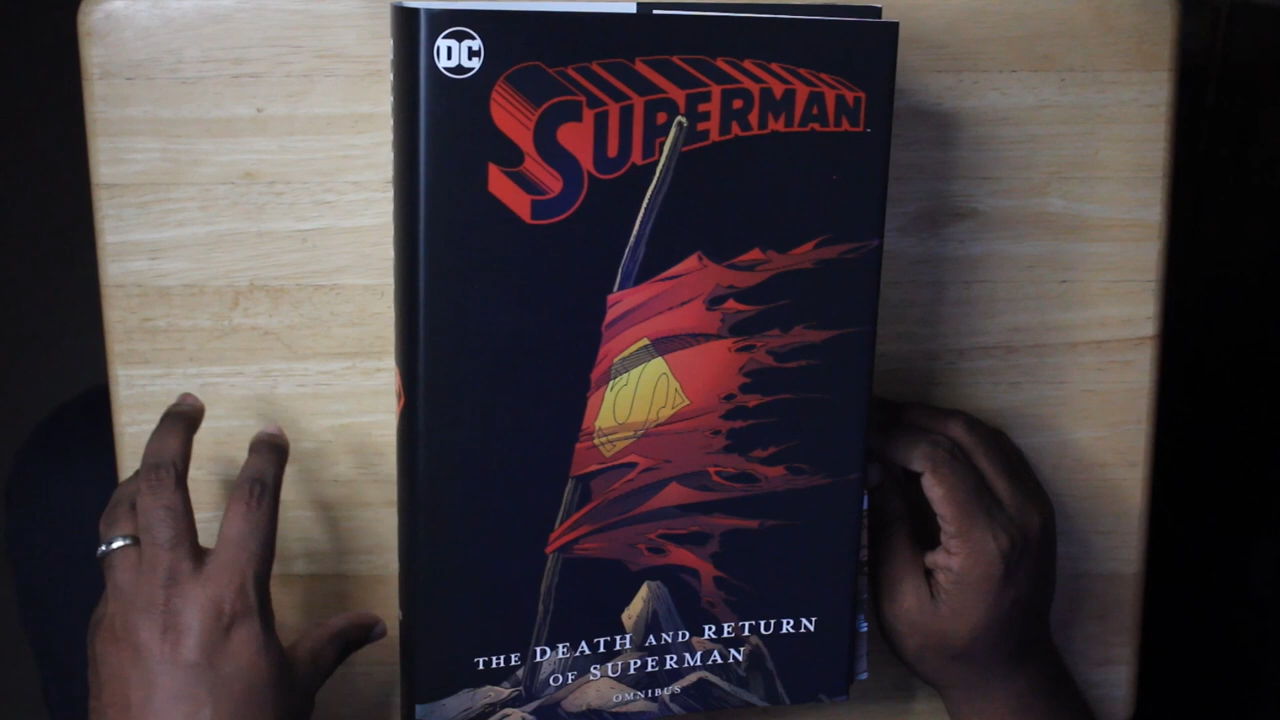 DC
SUPERMAN
S
THE DEATH AND RETURN
OF SUPERMAN
OMNIBUS